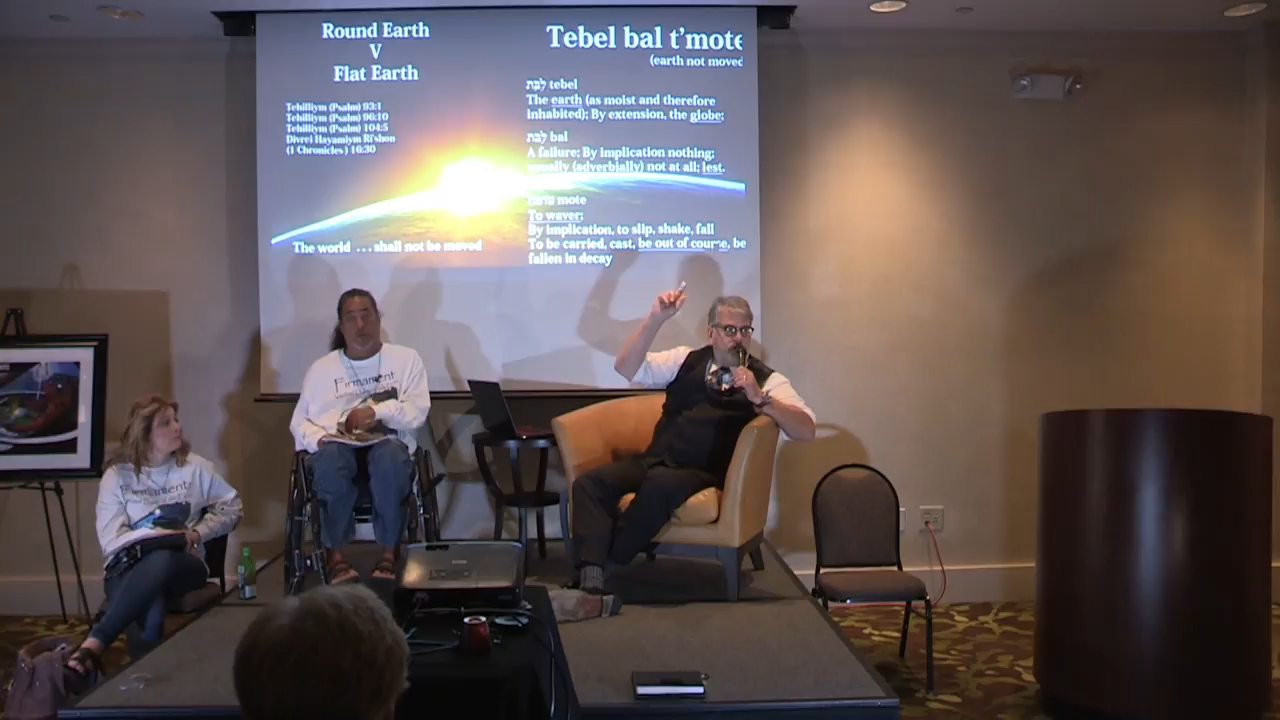 Round Earth
V
Flat Earth
Tehilliym (Psalm) 93:1
Tehilliym (Psalm) 96:10
Tehilliym (Psalm) 104:5
Divrei Hayamiym Ri'shon
(1 Chronicles) 16:30
The world ... shall not be moved
Tebel bal t'mote
(earth not moved
לבת tebel
The earth (as moist and therefore
inhabited); By extension, the globe;
לבת bal
A failure; By implication nothing;
usually (adverbially) not at all; lest.
mote
To waver;
By implication, to slip, shake, fall
To be carried, cast, be out of course, be
fallen in decay
Firmament
Firmament